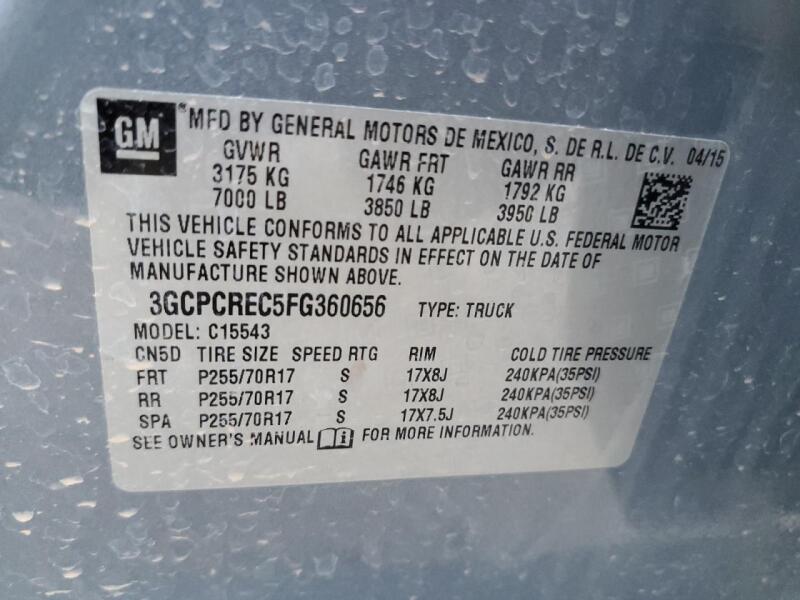 GM
*MFD BY GENERAL MOTORS DE MEXICO, S. DE R.L. DE C.V. 04/15
GVWR GAWR FRT GAWR RR
3175 KG 1746 KG 1792 KG
7000 LB 3850 LB 3950 LB
THIS VEHICLE CONFORMS TO ALL APPLICABLE U.S. FEDERAL MOTOR
VEHICLE SAFETY STANDARDS IN EFFECT ON THE DATE OF
MANUFACTURE SHOWN ABOVE.
3GCPCREC5FG360656 TYPE: TRUCK
MODEL: C15543
CN5D TIRE SIZE SPEED RTG RIM COLD TIRE PRESSURE
FRT P255/70R17 S 17X8J 240KPA(35PSI)
RR P255/70R17 S 17X8J 240KPA(35PSI)
SPA P255/70R17 S 17X7.5J 240KPA(35PSI)
SEE OWNER'S MANUAL i FOR MORE INFORMATION.